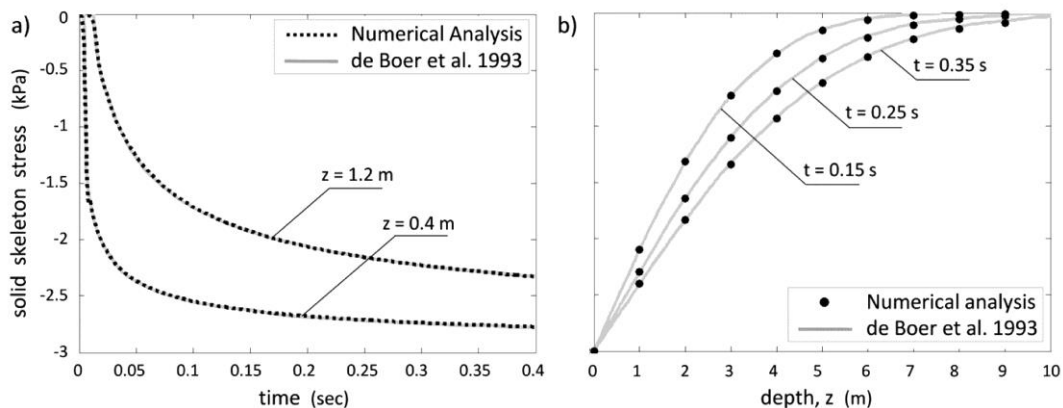 a)
solid skeleton stress (kPa)
0
-0.5
-1
-1.5
-2
-2.5
-3
Numerical Analysis
de Boer et al. 1993
z = 1.2 m
z = 0.4 m
0 0.05 0.1 0.15 0.2 0.25 0.3 0.35 0.4
time (sec)
b)
t = 0.35 s
t = 0.25 s
t = 0.15 s
Numerical analysis
de Boer et al. 1993
0 1 2 3 4 5 6 7 8 9 10
depth, z (m)